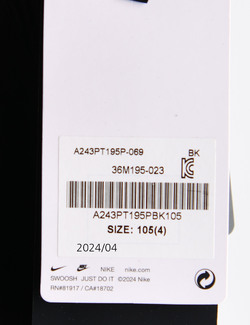 A243PT195P-069 BK
36M195-023
A243PT195PBK105
SIZE: 105(4)
2024/04
NIKE nike.com
SWOOSH JUST DO IT ©2024 Nike
RN#81917 / CA#18702